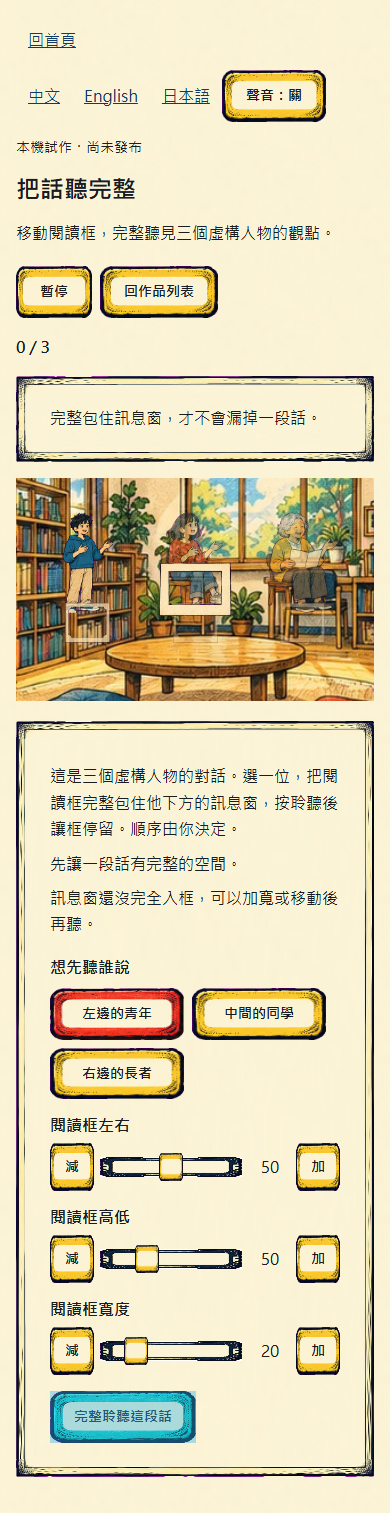 回首頁
中文 English 日本語 聲音：關
本機試作・尚未發布
把話聽完整
移動閱讀框，完整聽見三個虛構人物的觀點。
暫停 回作品列表
0 / 3
完整包住訊息窗，才不會漏掉一段話。
這是三個虛構人物的對話。選一位，把閱
讀框完整包住他下方的訊息窗，按聆聽後
讓框停留。順序由你決定。
先讓一段話有完整的空間。
訊息窗還沒完全入框，可以加寬或移動後
再聽。
想先聽誰說
左邊的青年 中間的同學
右邊的長者
閱讀框左右
減 50 加
閱讀框高低
減 50 加
閱讀框寬度
減 20 加
完整聆聽這段話